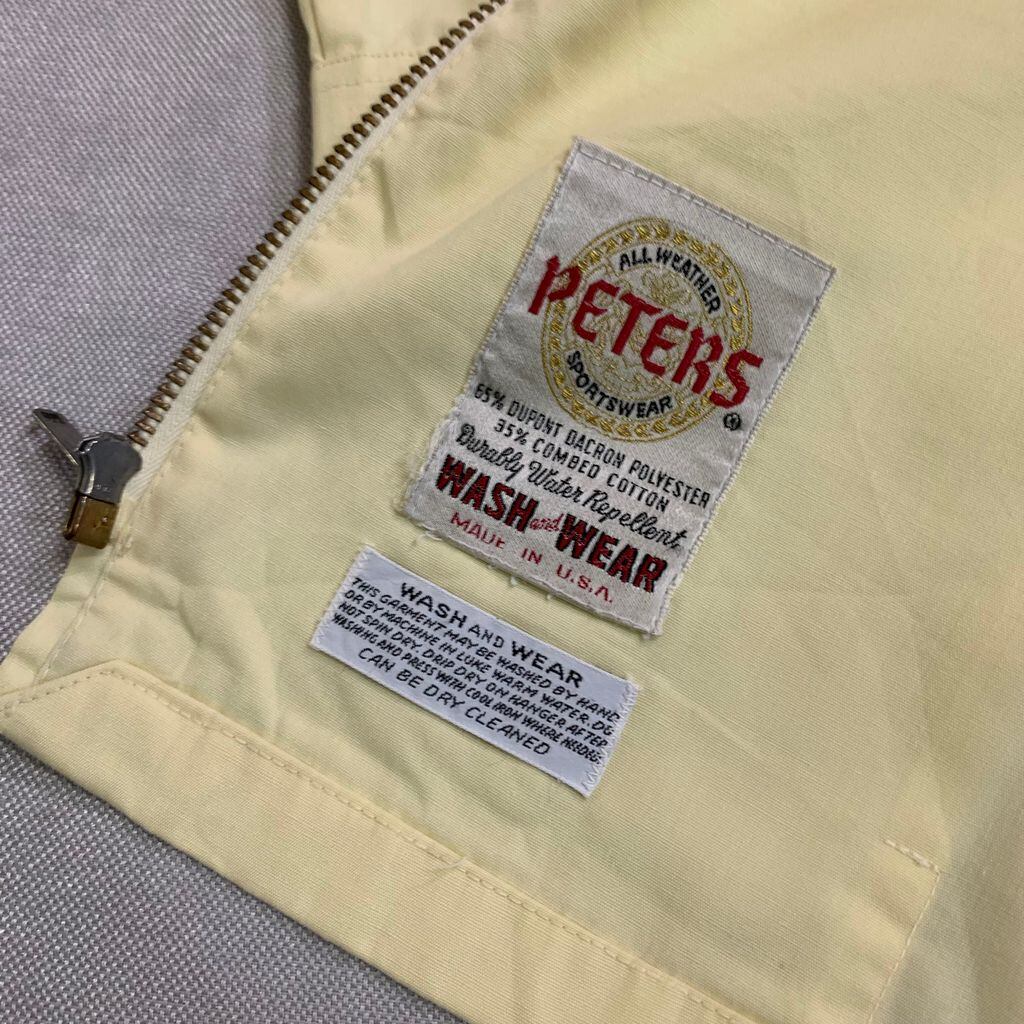 ALL WEATHER
PETERS
SPORTSWEAR
65% DUPONT DACRON POLYESTER
35% COMBED COTTON
Durably Water Repellent
WASH and WEAR
MADE IN U.S.A.
WASH AND WEAR
THIS GARMENT MAY BE WASHED BY HAND
OR BY MACHINE IN LUKE WARM WATER. DO
NOT SPIN DRY. DRIP DRY ON HANGER AFTER
WASHING AND PRESS WITH COOL IRON WHERE NEEDED.
CAN BE DRY CLEANED